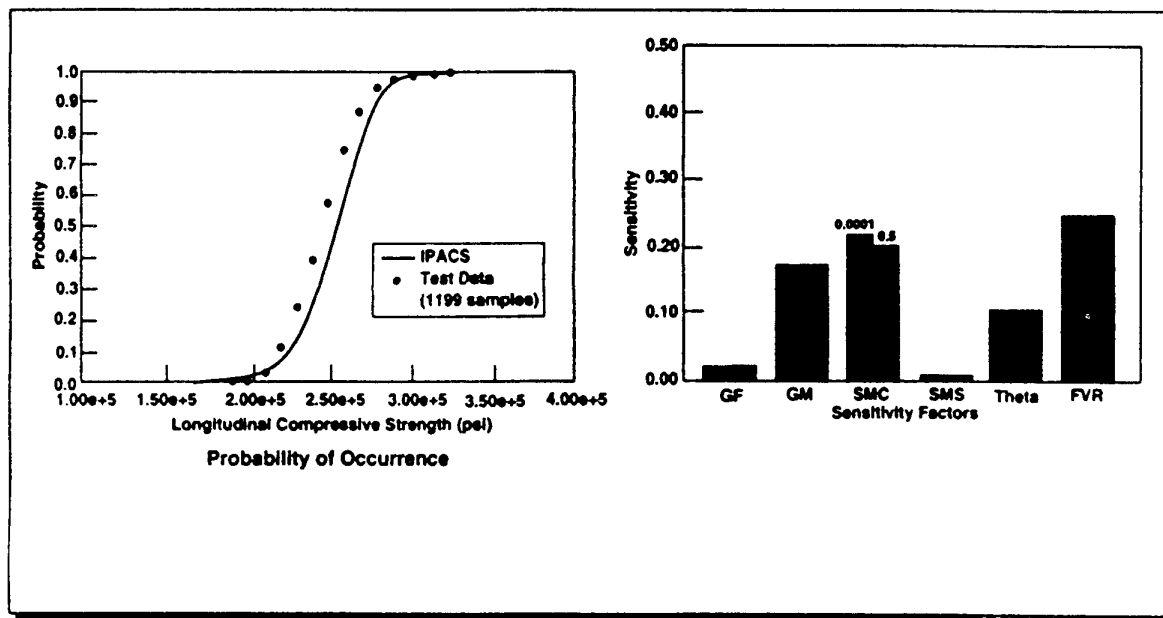 1.0
0.9
0.8
0.7
0.6
0.5
0.4
0.3
0.2
0.1
0.0
Probability
IPACS
Test Data
(1199 samples)
1.00e+5 1.50e+5 2.00e+5 2.50e+5 3.00e+5 3.50e+5 4.00e+5
Longitudinal Compressive Strength (psi)
Probability of Occurrence
0.50
0.40
0.30
0.20
0.10
0.00
Sensitivity
0.0001
0.5
GF GM SMC SMS Theta FVR
Sensitivity Factors